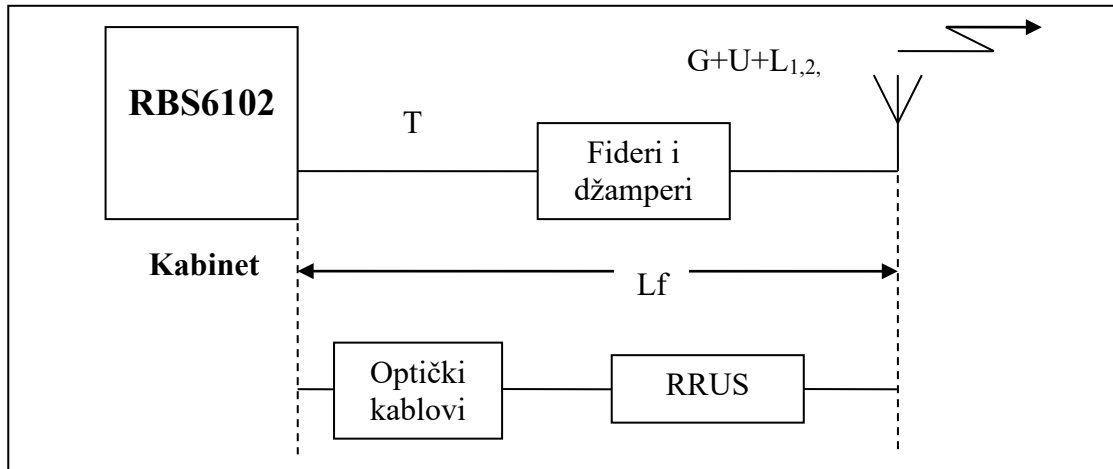 G+U+L1,2,
RBS6102
T
Fideri i
džamperi
Kabinet
Lf
Optički
kablovi
RRUS